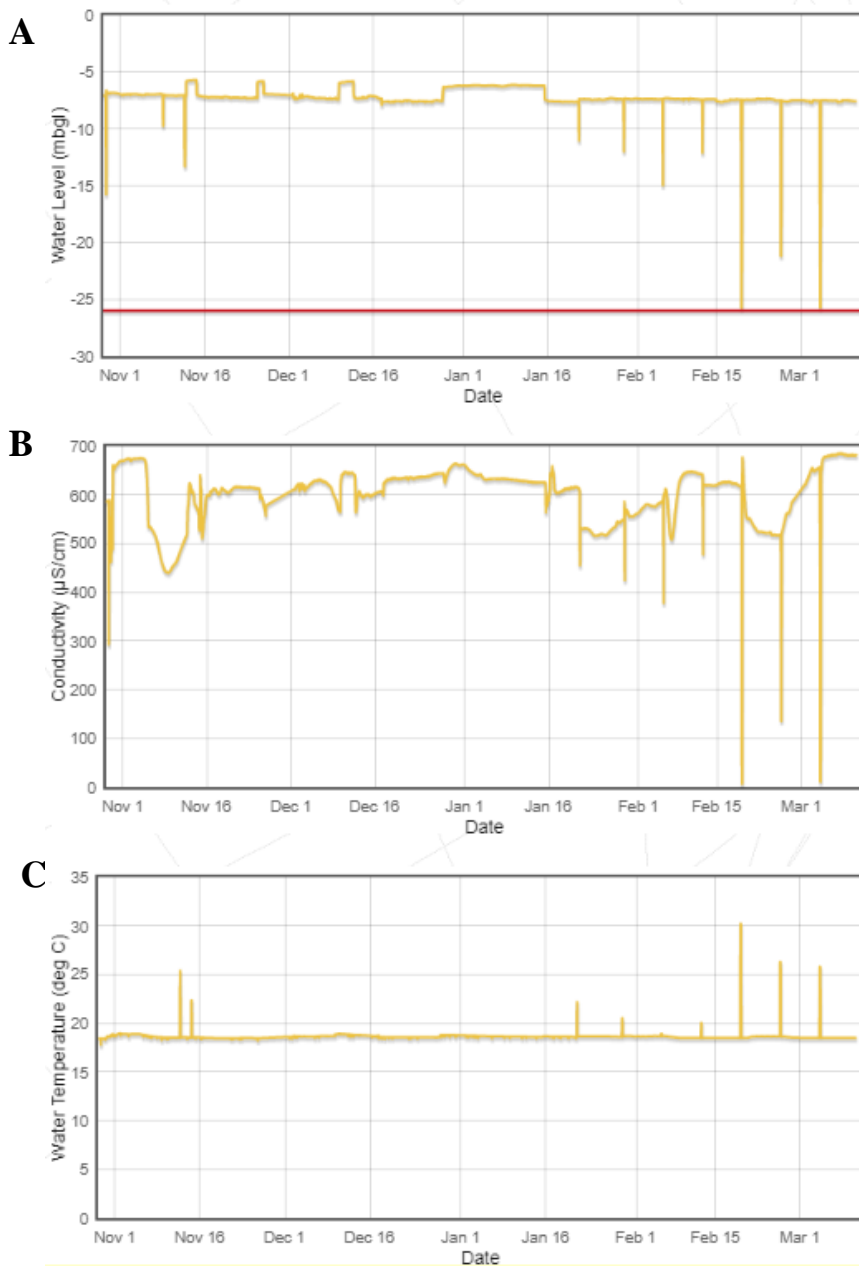 A
Water Level (mbgl)
0
-5
-10
-15
-20
-25
-30
Nov 1 Nov 16 Dec 1 Dec 16 Jan 1 Jan 16 Feb 1 Feb 15 Mar 1
Date
B
Conductivity (µS/cm)
700
600
500
400
300
200
100
0
Nov 1 Nov 16 Dec 1 Dec 16 Jan 1 Jan 16 Feb 1 Feb 15 Mar 1
Date
C
Water Temperature (deg C)
35
30
25
20
15
10
5
0
Nov 1 Nov 16 Dec 1 Dec 16 Jan 1 Jan 16 Feb 1 Feb 15 Mar 1
Date